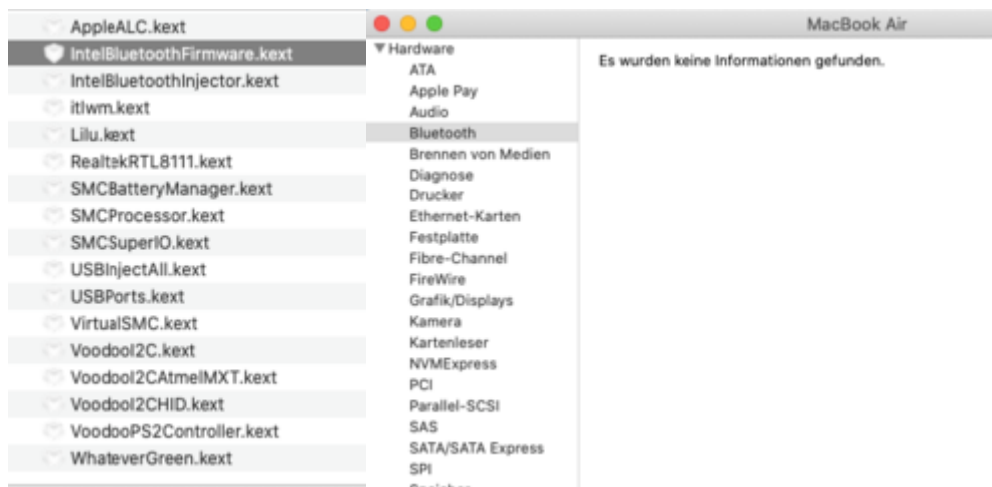 AppleALC.kext
IntelBluetoothFirmware.kext
IntelBluetoothInjector.kext
itlwm.kext
Lilu.kext
RealtekRTL8111.kext
SMCBatteryManager.kext
SMCProcessor.kext
SMCSuperIO.kext
USBInjectAll.kext
USBPorts.kext
VirtualSMC.kext
VoodooI2C.kext
VoodooI2CAtmelMXT.kext
VoodooI2CHID.kext
VoodooPS2Controller.kext
WhateverGreen.kext
MacBook Air
Hardware
ATA
Apple Pay
Audio
Bluetooth
Brennen von Medien
Diagnose
Drucker
Ethernet-Karten
Festplatte
Fibre-Channel
FireWire
Grafik/Displays
Kamera
Kartenleser
NVMExpress
PCI
Parallel-SCSI
SAS
SATA/SATA Express
SPI
Es wurden keine Informationen gefunden.